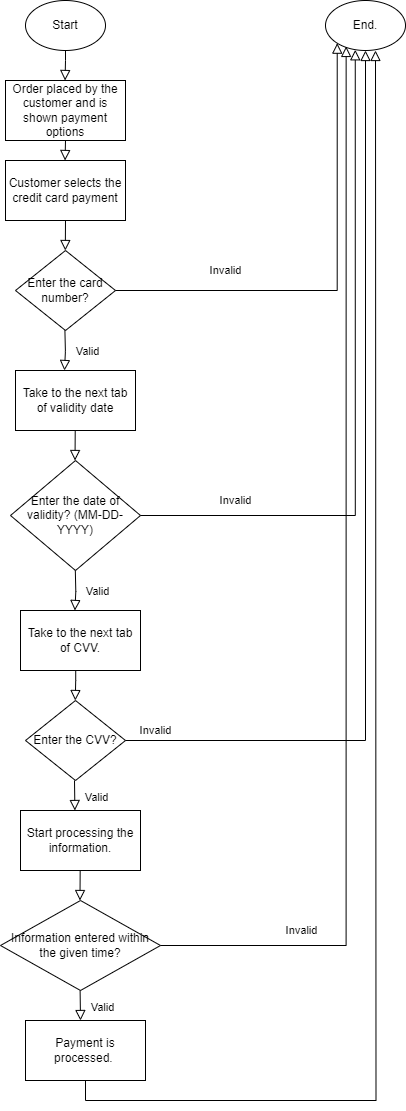 Start
End.
Order placed by the
customer and is
shown payment
options
Customer selects the
credit card payment
Enter the card
number?
Invalid
Valid
Take to the next tab
of validity date
Enter the date of
validity? (MM-DD-
YYYY)
Invalid
Valid
Take to the next tab
of CVV.
Enter the CVV?
Invalid
Valid
Start processing the
information.
Information entered within
the given time?
Invalid
Valid
Payment is
processed.